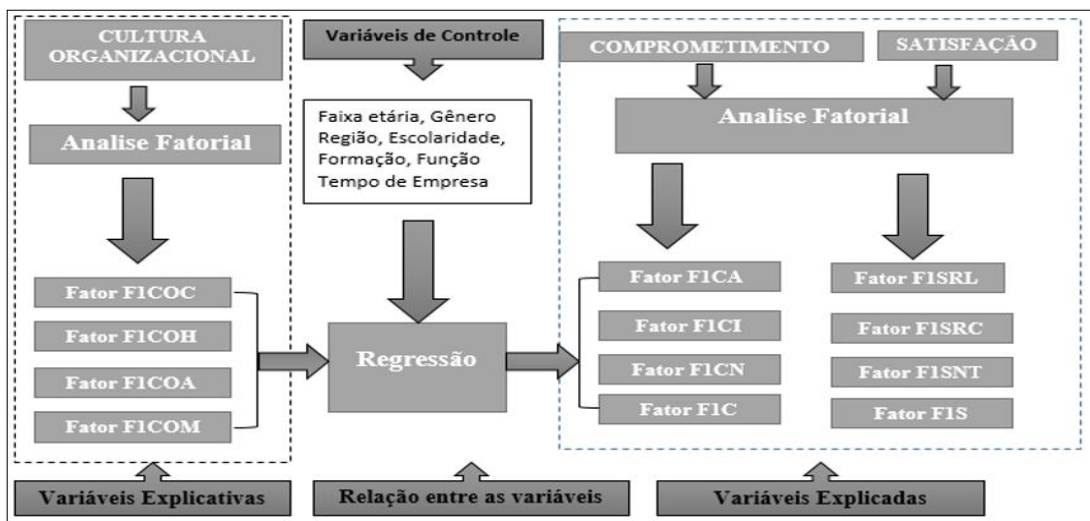 CULTURA
ORGANIZACIONAL
Analise Fatorial
Fator F1COC
Fator F1COH
Fator F1COA
Fator F1COM
Variáveis Explicativas
Variáveis de Controle
Faixa etária, Gênero
Região, Escolaridade,
Formação, Função
Tempo de Empresa
Regressão
Relação entre as variáveis
COMPROMETIMENTO
SATISFAÇÃO
Analise Fatorial
Fator F1CA
Fator F1CI
Fator F1CN
Fator F1C
Fator F1SRL
Fator F1SRC
Fator F1SNT
Fator F1S
Variáveis Explicadas